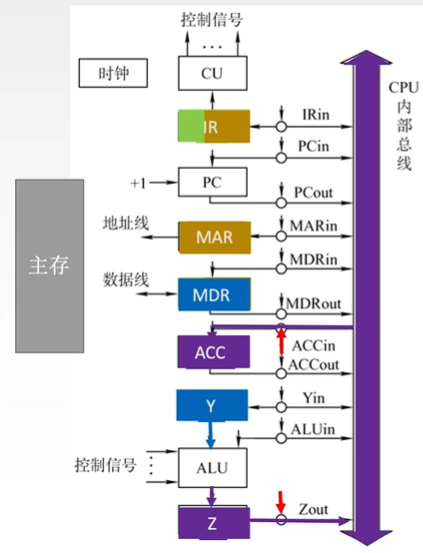 控制信号
...
时钟
CU
CPU
内
部
总
线
IR
IRin
PCin
+1
PC
PCout
主存
地址线
MAR
MARin
MDRin
数据线
MDR
MDRout
ACC
ACCin
ACCout
Y
Yin
ALUin
控制信号
ALU
Zout
Z